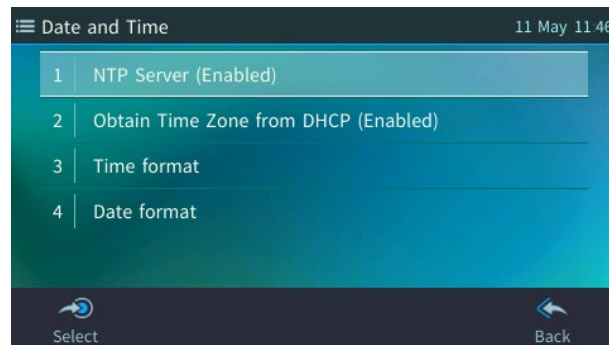 Date and Time 11 May 11:46
1 NTP Server (Enabled)
2 Obtain Time Zone from DHCP (Enabled)
3 Time format
4 Date format
Select Back